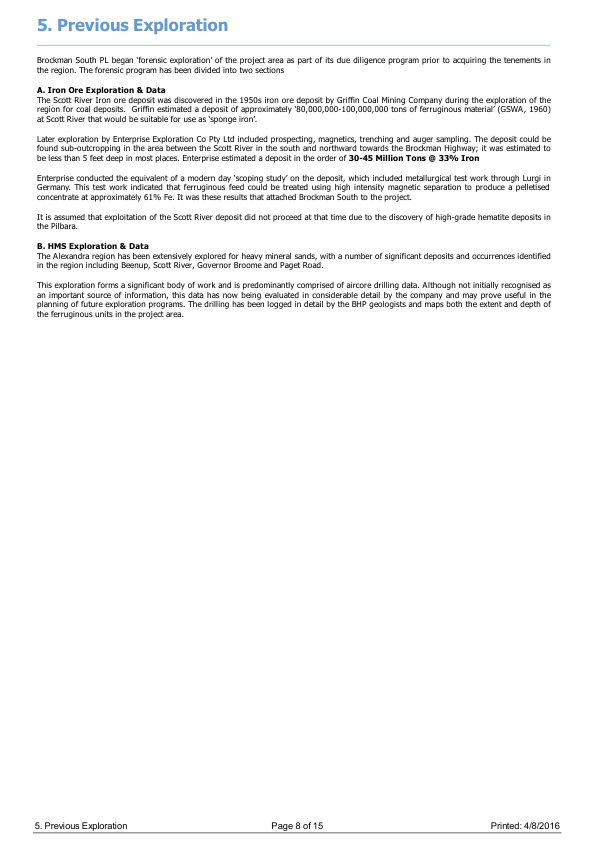 5. Previous Exploration
Brockman South PL began ‘forensic exploration’ of the project area as part of its due diligence program prior to acquiring the tenements in
the region. The forensic program has been divided into two sections
A. Iron Ore Exploration & Data
The Scott River Iron ore deposit was discovered in the 1950s iron ore deposit by Griffin Coal Mining Company during the exploration of the
region for coal deposits. Griffin estimated a deposit of approximately ‘80,000,000-100,000,000 tons of ferruginous material’ (GSWA, 1960)
at Scott River that would be suitable for use as ‘sponge iron’.
Later exploration by Enterprise Exploration Co Pty Ltd included prospecting, magnetics, trenching and auger sampling. The deposit could be
found sub-outcropping in the area between the Scott River in the south and northward towards the Brockman Highway; it was estimated to
be less than 5 feet deep in most places. Enterprise estimated a deposit in the order of 30-45 Million Tons @ 33% Iron
Enterprise conducted the equivalent of a modern day ‘scoping study’ on the deposit, which included metallurgical test work through Lurgi in
Germany. This test work indicated that ferruginous feed could be treated using high intensity magnetic separation to produce a pelletised
concentrate at approximately 61% Fe. It was these results that attached Brockman South to the project.
It is assumed that exploitation of the Scott River deposit did not proceed at that time due to the discovery of high-grade hematite deposits in
the Pilbara.
B. HMS Exploration & Data
The Alexandra region has been extensively explored for heavy mineral sands, with a number of significant deposits and occurrences identified
in the region including Beenup, Scott River, Governor Broome and Paget Road.
This exploration forms a significant body of work and is predominantly comprised of aircore drilling data. Although not initially recognised as
an important source of information, this data has now being evaluated in considerable detail by the company and may prove useful in the
planning of future exploration programs. The drilling has been logged in detail by the BHP geologists and maps both the extent and depth of
the ferruginous units in the project area.
5. Previous Exploration Page 8 of 15 Printed: 4/8/2016